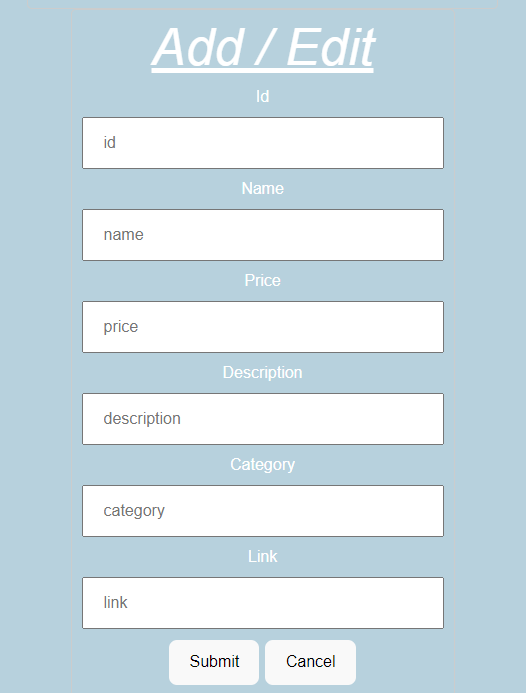 Add / Edit
Id
id
Name
name
Price
price
Description
description
Category
category
Link
link
Submit Cancel